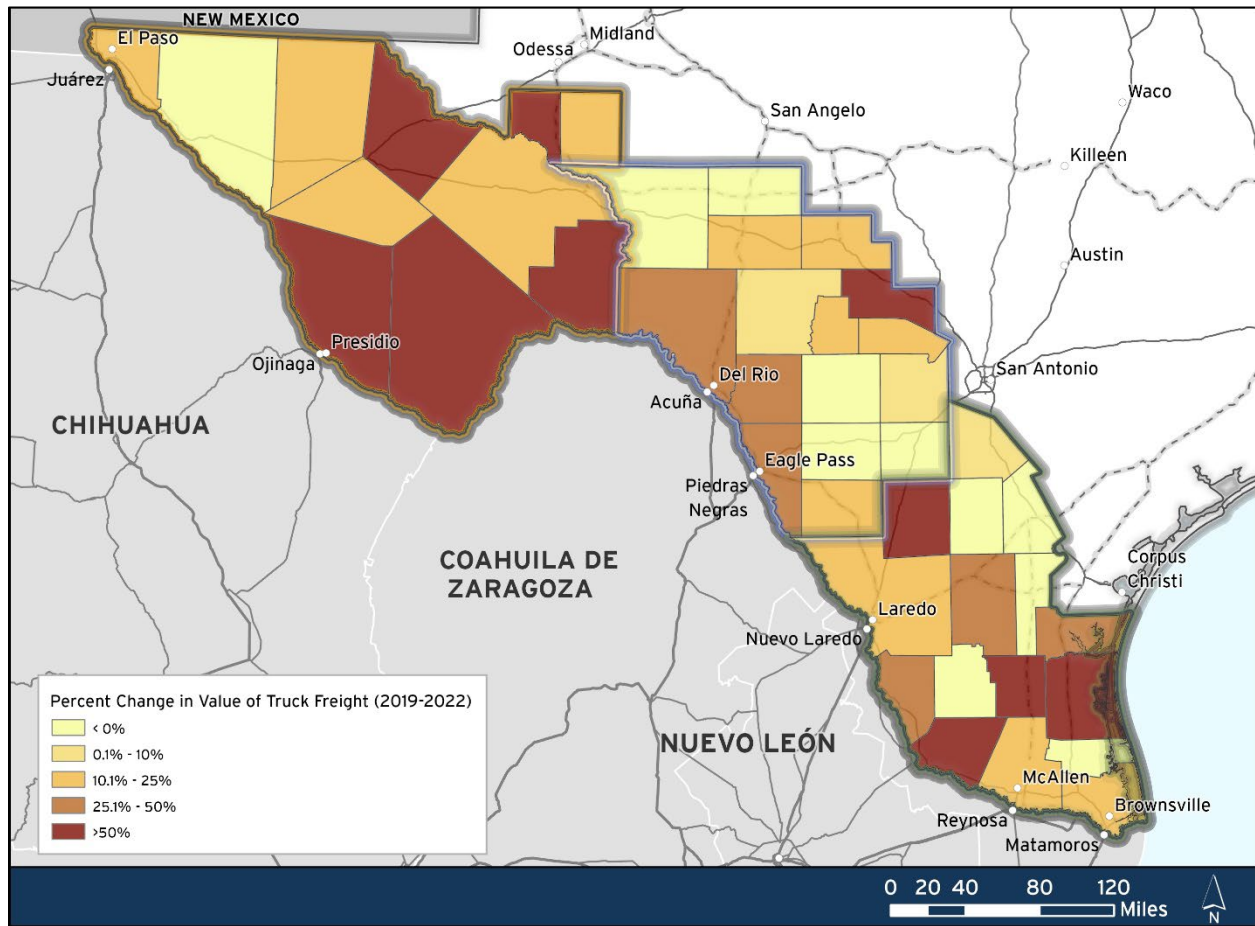 NEW MEXICO
El Paso
Juárez
Midland
Odessa
San Angelo
Waco
Killeen
Austin
San Antonio
Presidio
Ojinaga
CHIHUAHUA
Del Rio
Acuña
Eagle Pass
Piedras
Negras
COAHUILA DE
ZARAGOZA
Corpus
Christi
Laredo
Nuevo Laredo
NUEVO LEÓN
McAllen
Brownsville
Reynosa
Matamoros
Percent Change in Value of Truck Freight (2019-2022)
< 0%
0.1% - 10%
10.1% - 25%
25.1% - 50%
>50%
0 20 40 80 120
Miles
N